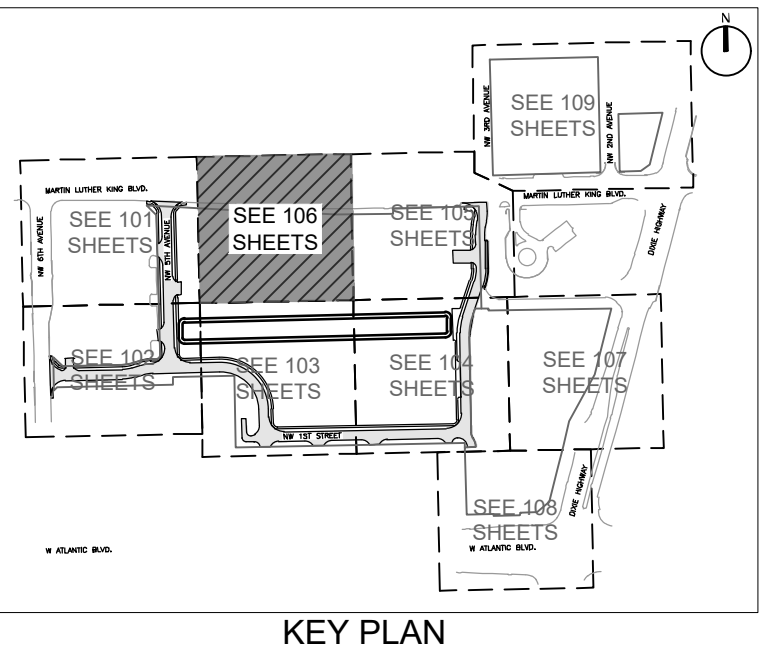 N
NW 3RD AVENUE
SEE 109
SHEETS
NW 2ND AVENUE
MARTIN LUTHER KING BLVD.
SEE 101
SHEETS
NW 6TH AVENUE
NW 5TH AVENUE
SEE 106
SHEETS
SEE 105
SHEETS
MARTIN LUTHER KING BLVD.
DIXIE HIGHWAY
SEE 102
SHEETS
SEE 103
SHEETS
SEE 104
SHEETS
SEE 107
SHEETS
NW 1ST STREET
SEE 108
SHEETS
DIXIE HIGHWAY
W ATLANTIC BLVD.
W ATLANTIC BLVD.
KEY PLAN